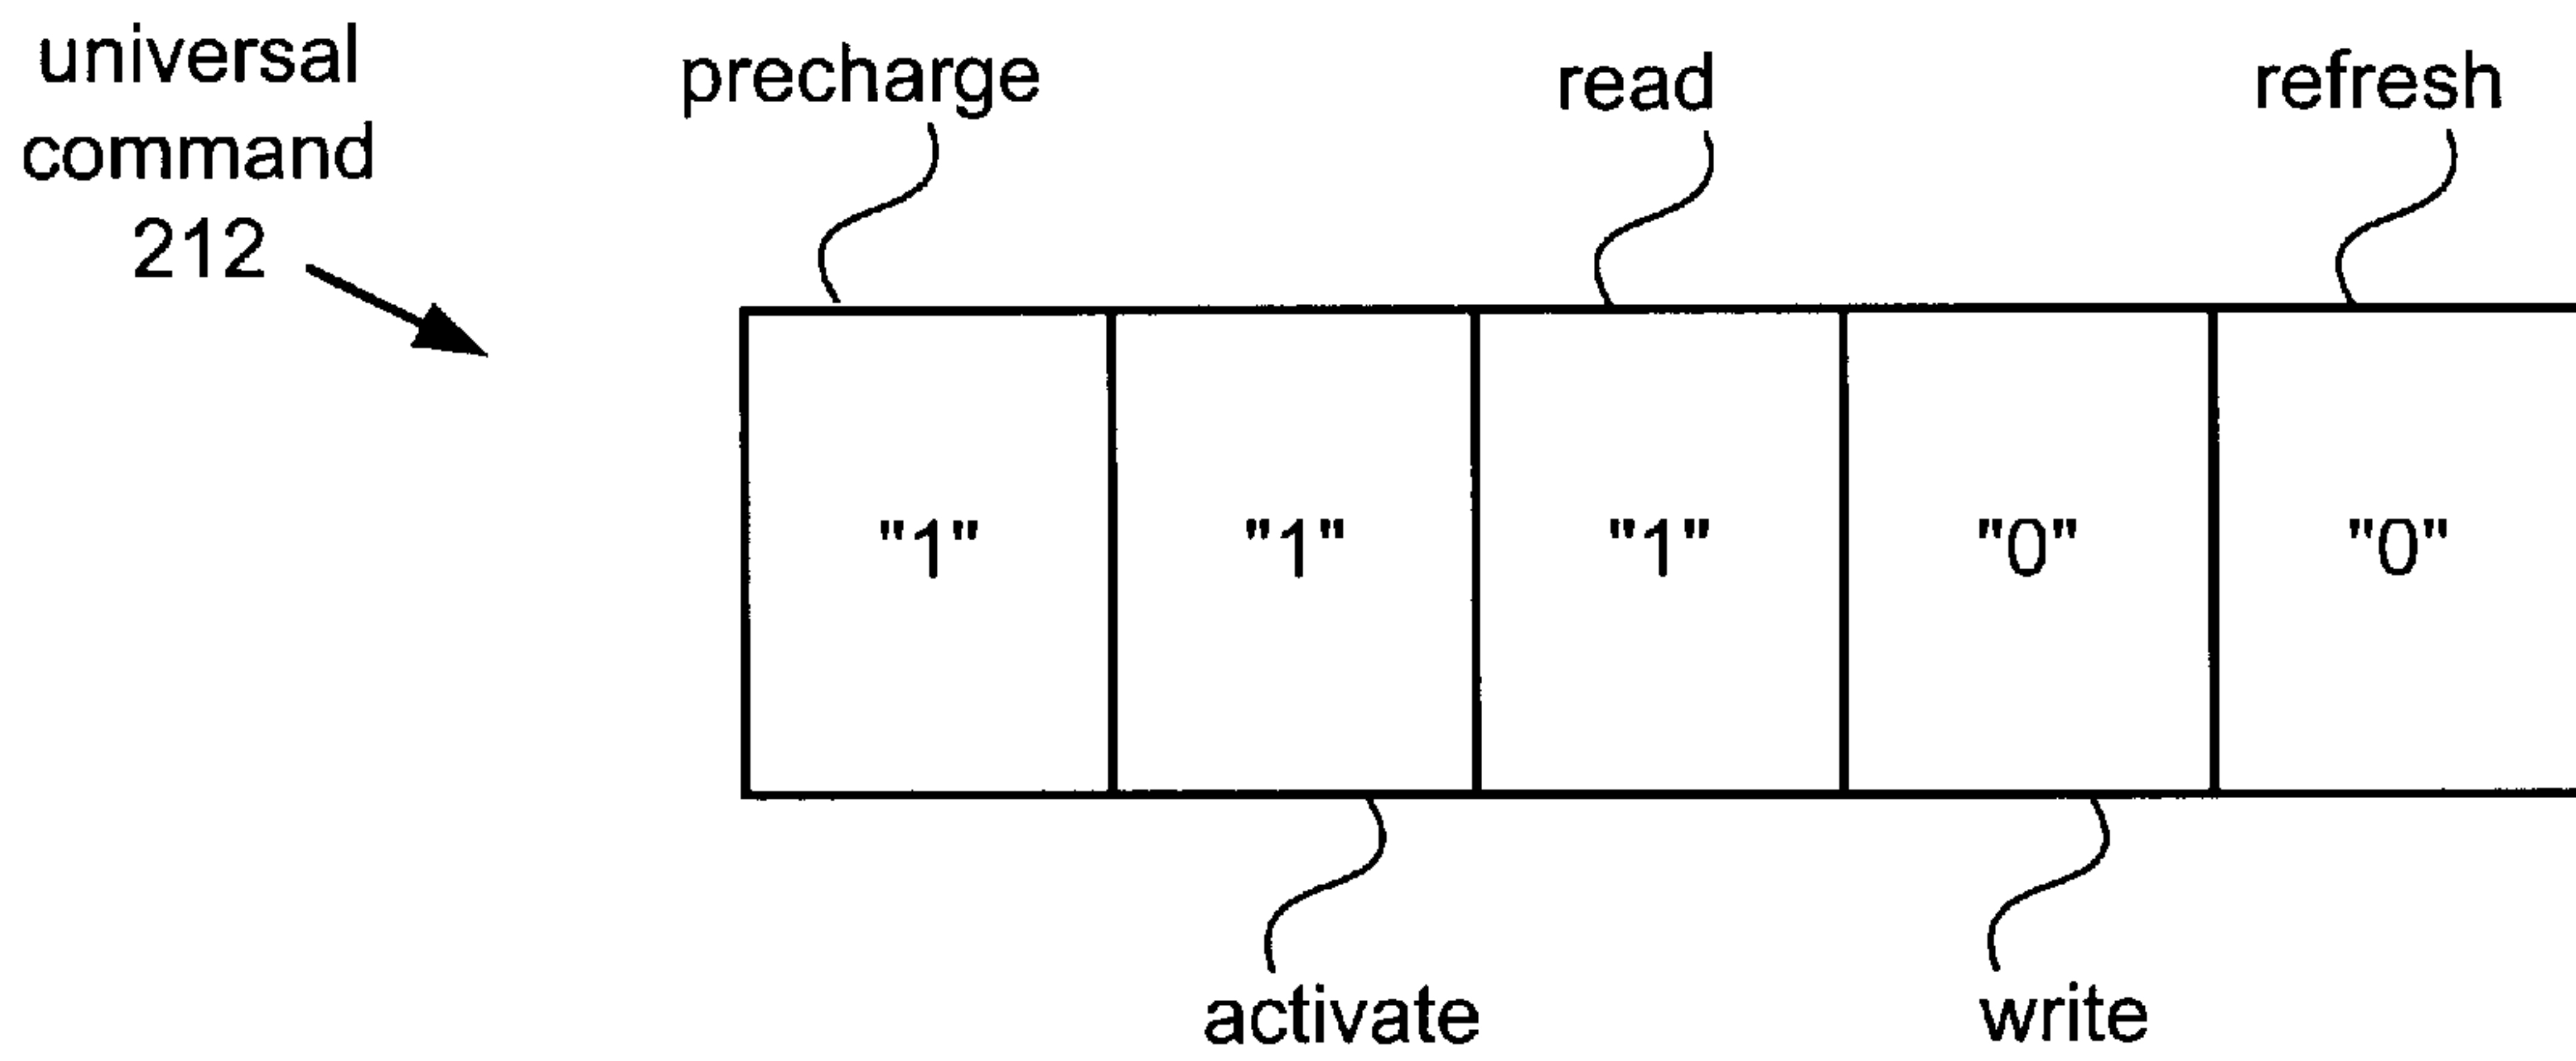 universal
command
212
precharge
read
refresh
"1" "1" "1" "0" "0"
activate
write